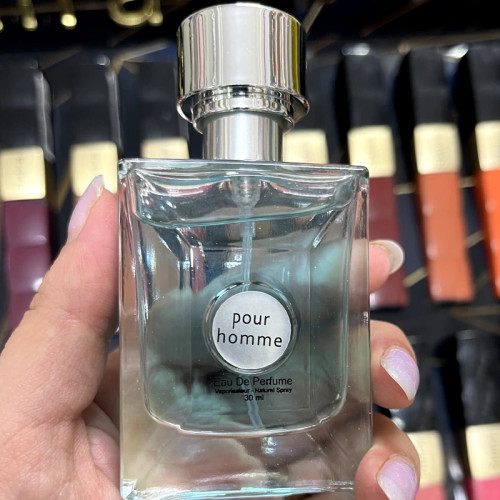 pour
homme
Eau De Perfume
Vaporisateur - Natural Spray
30 ml